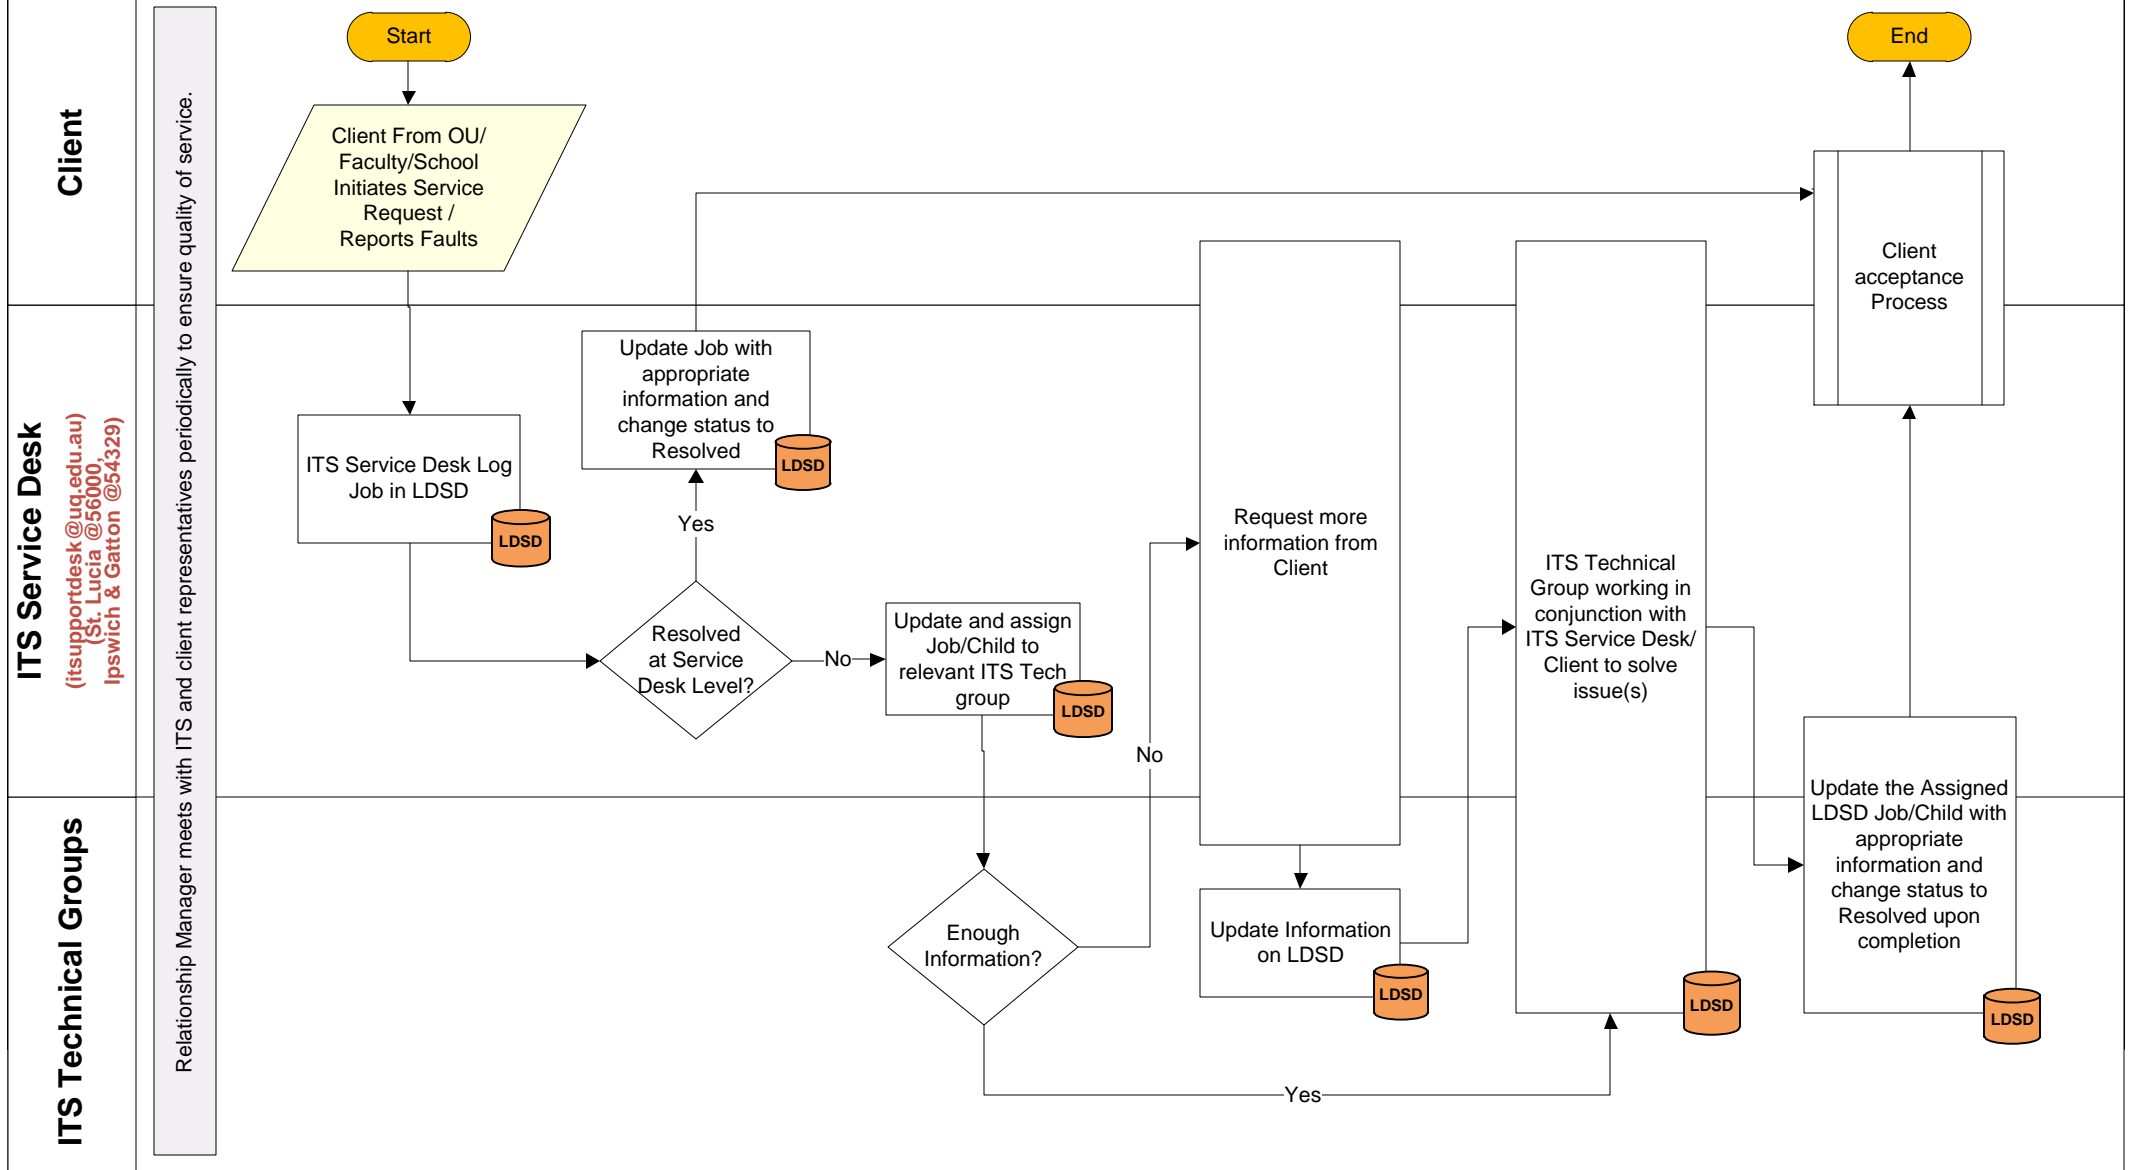 Client
ITS Service Desk
(itsupportdesk@uq.edu.au)
(St. Lucia @56000,
Ipswich & Gatton @54329)
ITS Technical Groups
Relationship Manager meets with ITS and client representatives periodically to ensure quality of service.
Start
Client From OU/
Faculty/School
Initiates Service
Request /
Reports Faults
ITS Service Desk Log
Job in LDSD
LDSD
Update Job with
appropriate
information and
change status to
Resolved
LDSD
Yes
Resolved
at Service
Desk Level?
No
Update and assign
Job/Child to
relevant ITS Tech
group
LDSD
Enough
Information?
No
Yes
Request more
information from
Client
Update Information
on LDSD
LDSD
ITS Technical
Group working in
conjunction with
ITS Service Desk/
Client to solve
issue(s)
LDSD
Update the Assigned
LDSD Job/Child with
appropriate
information and
change status to
Resolved upon
completion
LDSD
Client
acceptance
Process
End